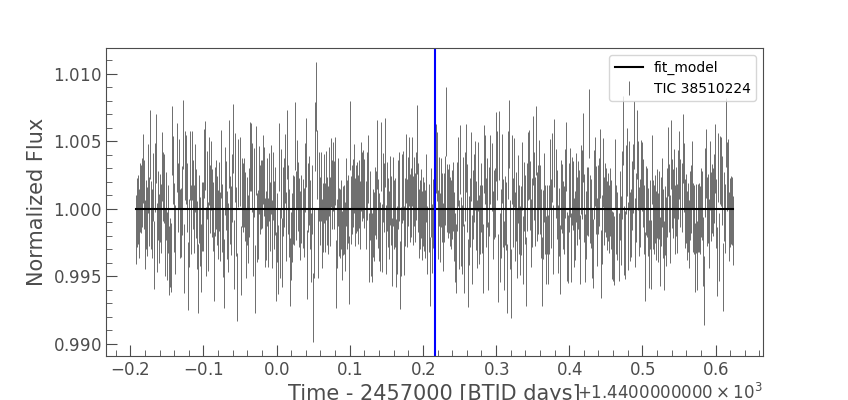 fit_model
TIC 38510224
1.010
1.005
1.000
0.995
0.990
Normalized Flux
−0.2 −0.1 0.0 0.1 0.2 0.3 0.4 0.5 0.6
Time - 2457000 [BTJD days]
+1.4400000000 × 10³